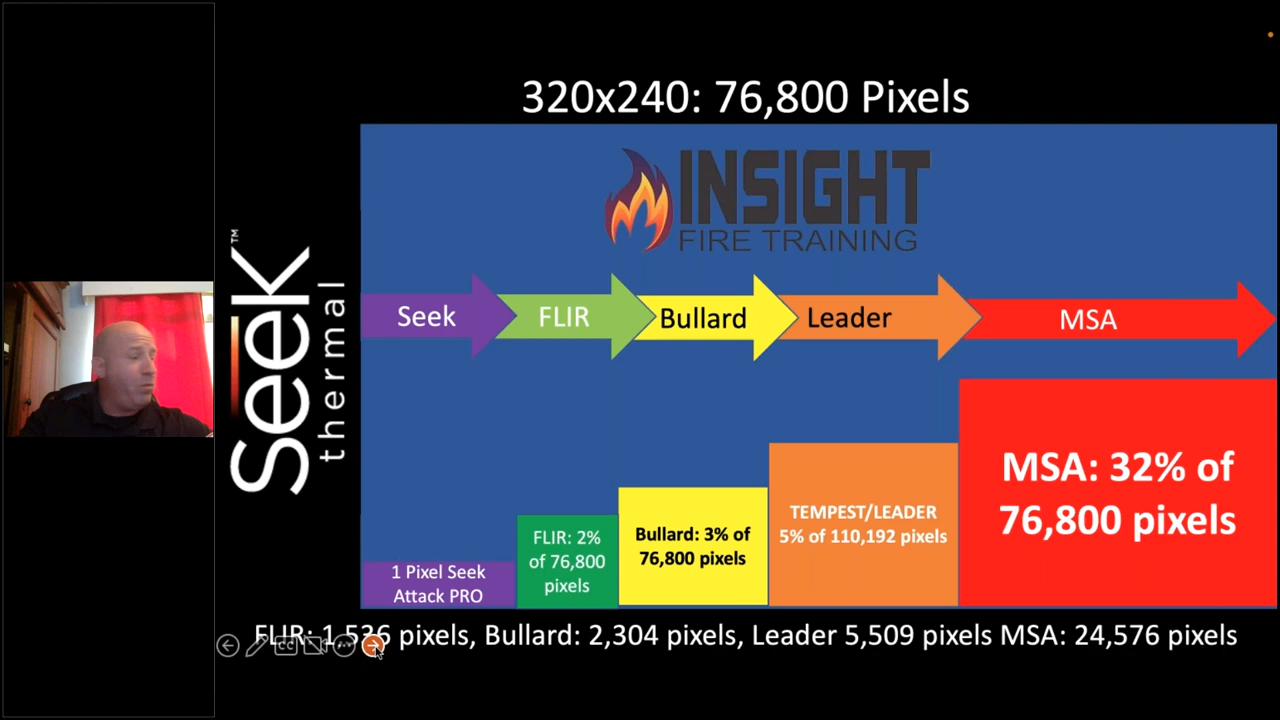 320x240: 76,800 Pixels
INSIGHT
FIRE TRAINING
Seek™
thermal
Seek
FLIR
Bullard
Leader
MSA
1 Pixel Seek
Attack PRO
FLIR: 2%
of 76,800
pixels
Bullard: 3% of
76,800 pixels
TEMPEST/LEADER
5% of 110,192 pixels
MSA: 32% of
76,800 pixels
FLIR: 1,536 pixels, Bullard: 2,304 pixels, Leader 5,509 pixels MSA: 24,576 pixels
CC